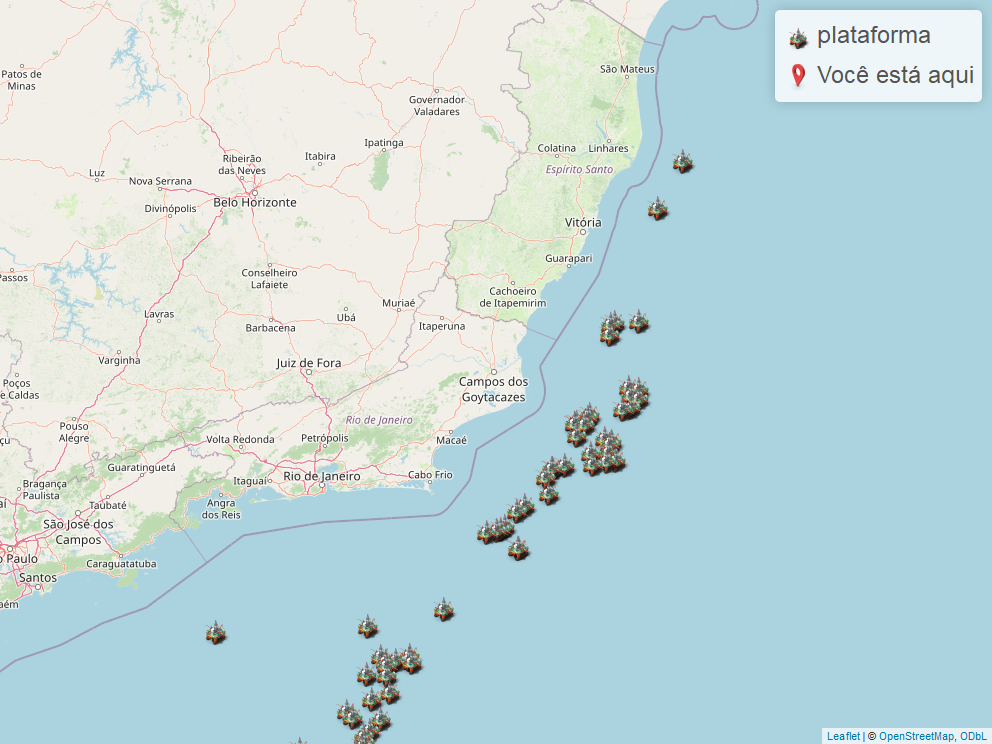 plataforma
Você está aqui
São Mateus
Patos de
Minas
Governador
Valadares
Ipatinga
Colatina
Linhares
Ribeirão
das Neves
Itabira
Espírito Santo
Luz
Nova Serrana
Belo Horizonte
Divinópolis
Vitória
Guarapari
Passos
Conselheiro
Lafaiete
Cachoeiro
de Itapemirim
Muriaé
Lavras
Ubá
Barbacena
Itaperuna
Varginha
Juiz de Fora
Poços
e Caldas
Campos dos
Goytacazes
Rio de Janeiro
Pouso
Alegre
Volta Redonda
Petrópolis
Macaé
Guaratinguetá
Itaguaí
Rio de Janeiro
Cabo Frio
Bragança
Paulista
Taubaté
Angra
dos Reis
São José dos
Campos
o Paulo
Caraguatatuba
Santos
aém
Leaflet | © OpenStreetMap, ODbL